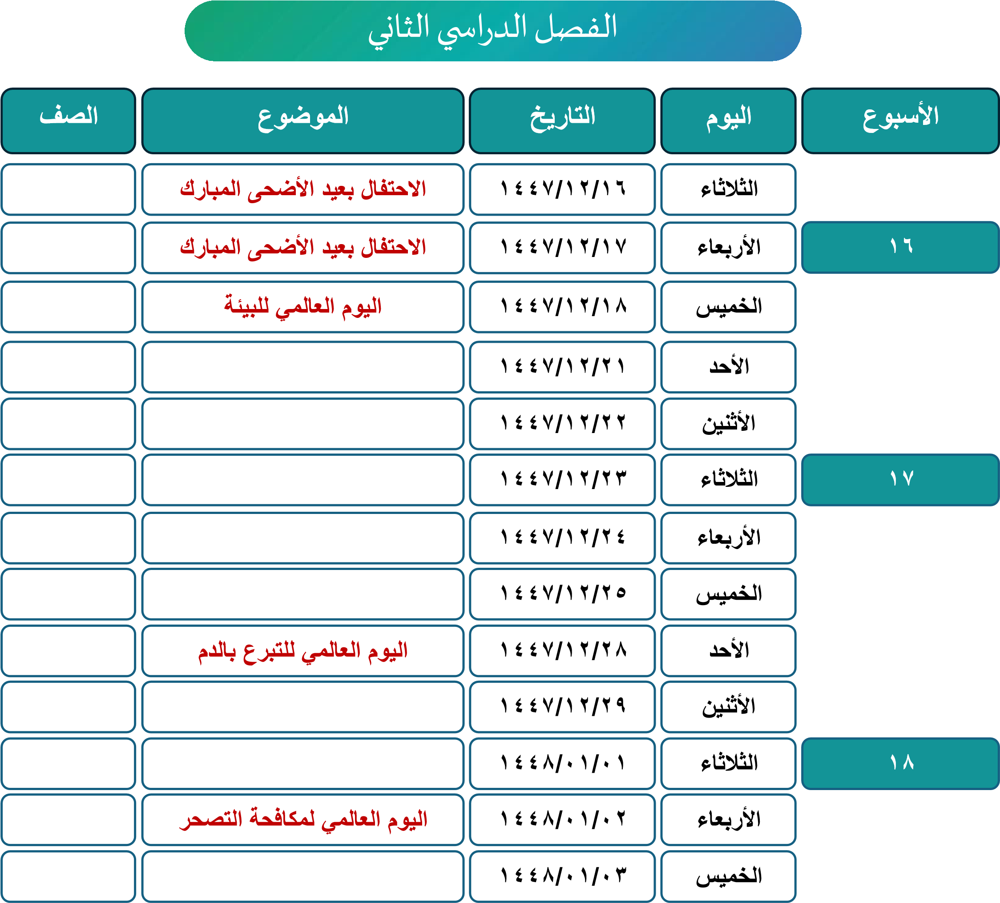 الفصل الدراسي الثاني
الأسبوع اليوم التاريخ الموضوع الصف
الثلاثاء ١٤٤٧/١٢/١٦ الاحتفال بعيد الأضحى المبارك
١٦ الأربعاء ١٤٤٧/١٢/١٧ الاحتفال بعيد الأضحى المبارك
الخميس ١٤٤٧/١٢/١٨ اليوم العالمي للبيئة
الأحد ١٤٤٧/١٢/٢١
الأثنين ١٤٤٧/١٢/٢٢
١٧ الثلاثاء ١٤٤٧/١٢/٢٣
الأربعاء ١٤٤٧/١٢/٢٤
الخميس ١٤٤٧/١٢/٢٥
الأحد ١٤٤٧/١٢/٢٨ اليوم العالمي للتبرع بالدم
الأثنين ١٤٤٧/١٢/٢٩
١٨ الثلاثاء ١٤٤٨/٠١/٠١
الأربعاء ١٤٤٨/٠١/٠٢ اليوم العالمي لمكافحة التصحر
الخميس ١٤٤٨/٠١/٠٣